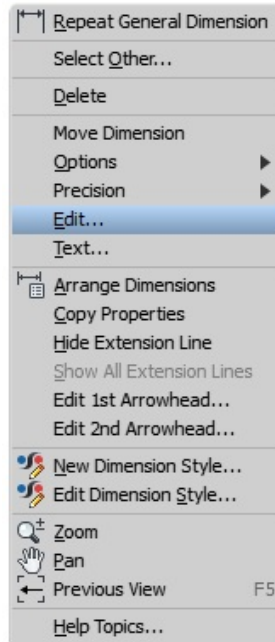 Repeat General Dimension
Select Other...
Delete
Move Dimension
Options
Precision
Edit...
Text...
Arrange Dimensions
Copy Properties
Hide Extension Line
Show All Extension Lines
Edit 1st Arrowhead...
Edit 2nd Arrowhead...
New Dimension Style...
Edit Dimension Style...
Zoom
Pan
Previous View F5
Help Topics...